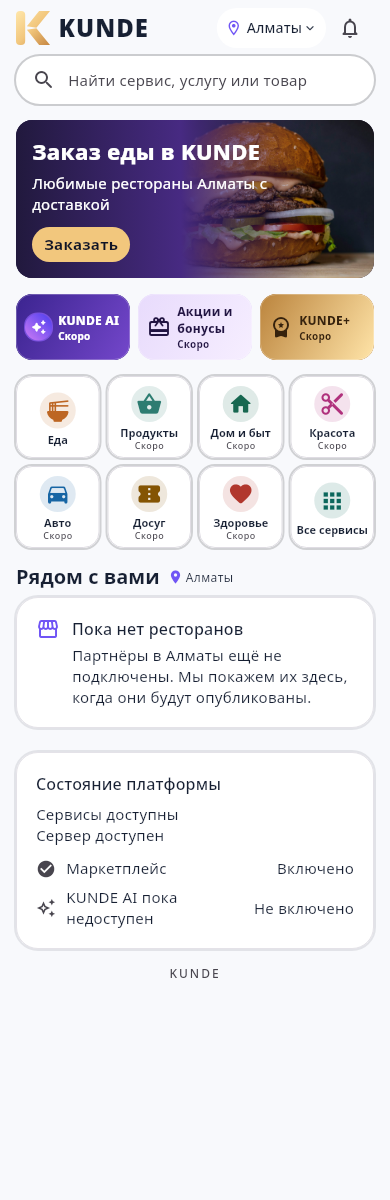 KUNDE
Алматы
Найти сервис, услугу или товар
Заказ еды в KUNDE
Любимые рестораны Алматы с
доставкой
Заказать
KUNDE AI
Скоро
Акции и
бонусы
Скоро
KUNDE+
Скоро
Еда
Продукты
Скоро
Дом и быт
Скоро
Красота
Скоро
Авто
Скоро
Досуг
Скоро
Здоровье
Скоро
Все сервисы
Рядом с вами
Алматы
Пока нет ресторанов
Партнёры в Алматы ещё не
подключены. Мы покажем их здесь,
когда они будут опубликованы.
Состояние платформы
Сервисы доступны
Сервер доступен
Маркетплейс
Включено
KUNDE AI пока
недоступен
Не включено
KUNDE